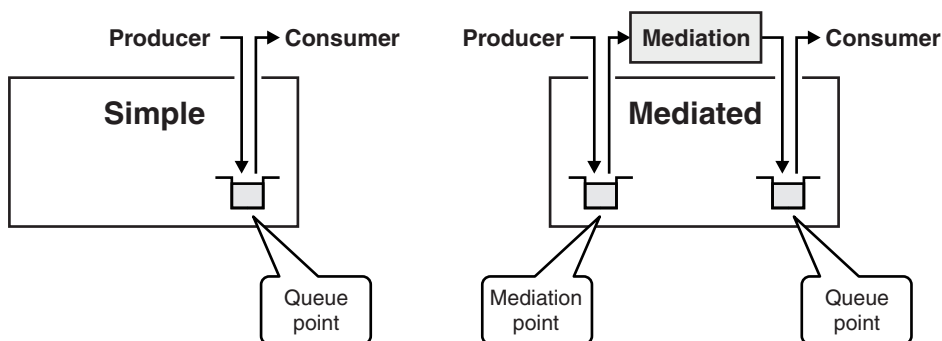 Producer Consumer
Simple
Queue
point
Producer Mediation Consumer
Mediated
Mediation
point
Queue
point